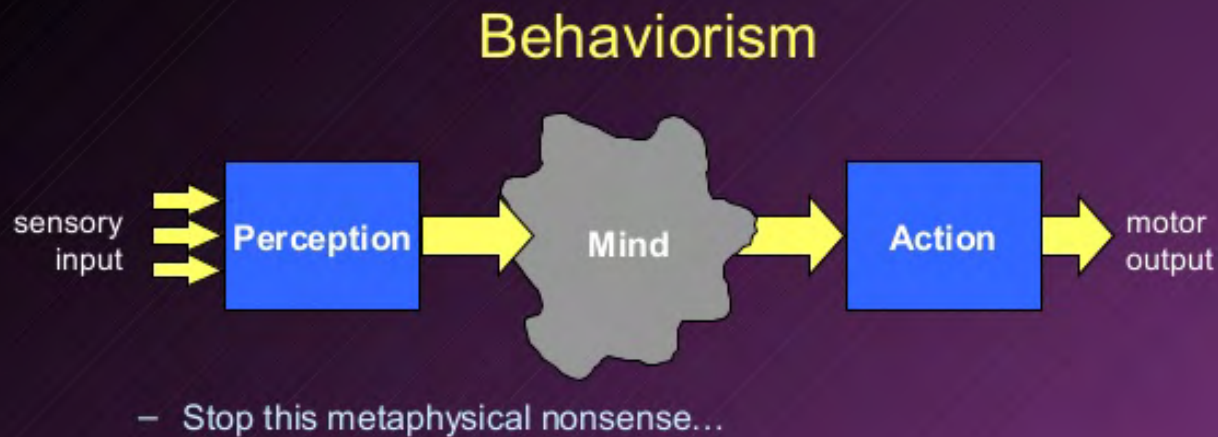 Behaviorism
sensory
input
Perception
Mind
Action
motor
output
– Stop this metaphysical nonsense…